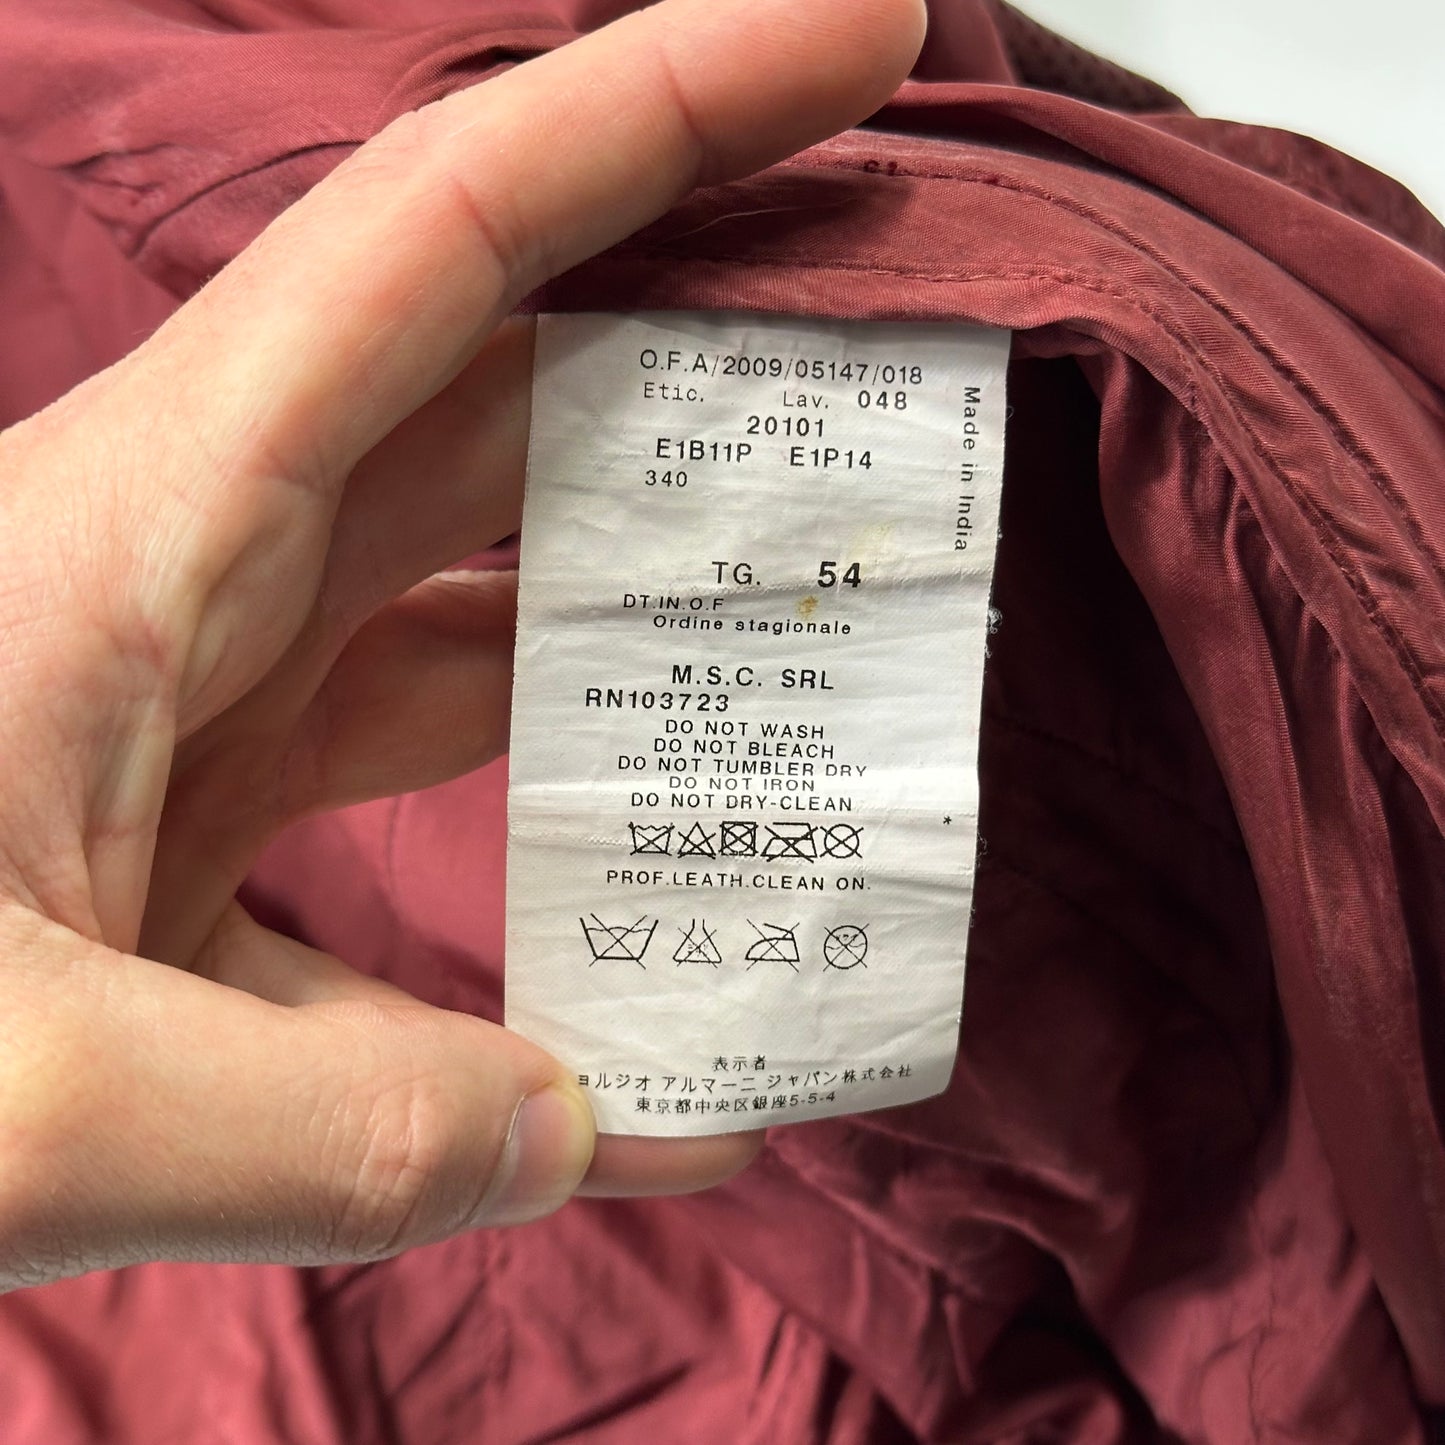 O.F.A/2009/05147/018
Etic. Lav. 048
20101
E1B11P E1P14
340
Made in India
TG. 54
DT.IN.O.F
Ordine stagionale
M.S.C. SRL
RN103723
DO NOT WASH
DO NOT BLEACH
DO NOT TUMBLER DRY
DO NOT IRON
DO NOT DRY-CLEAN
*
PROF.LEATH.CLEAN ON.
表示者
ョルジオ アルマーニ ジャパン株式会社
東京都中央区銀座5-5-4